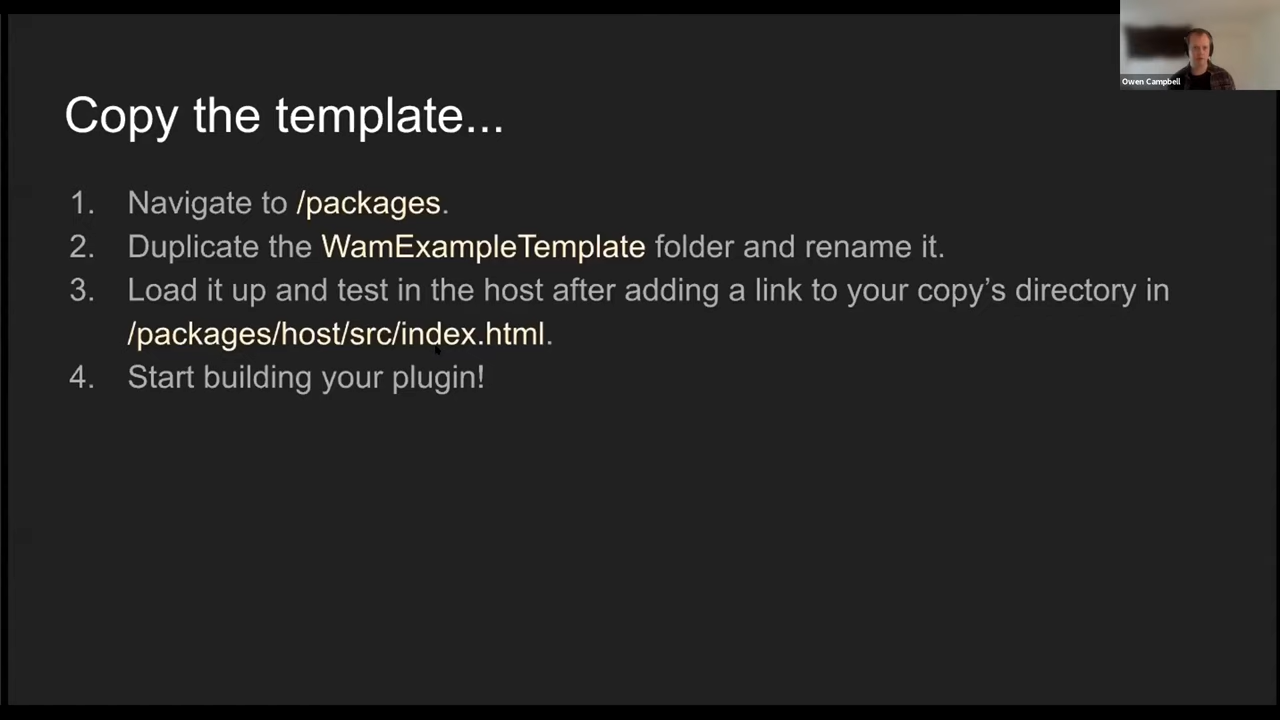 Owen Campbell
Copy the template...
1. Navigate to /packages.
2. Duplicate the WamExampleTemplate folder and rename it.
3. Load it up and test in the host after adding a link to your copy’s directory in
/packages/host/src/index.html.
4. Start building your plugin!